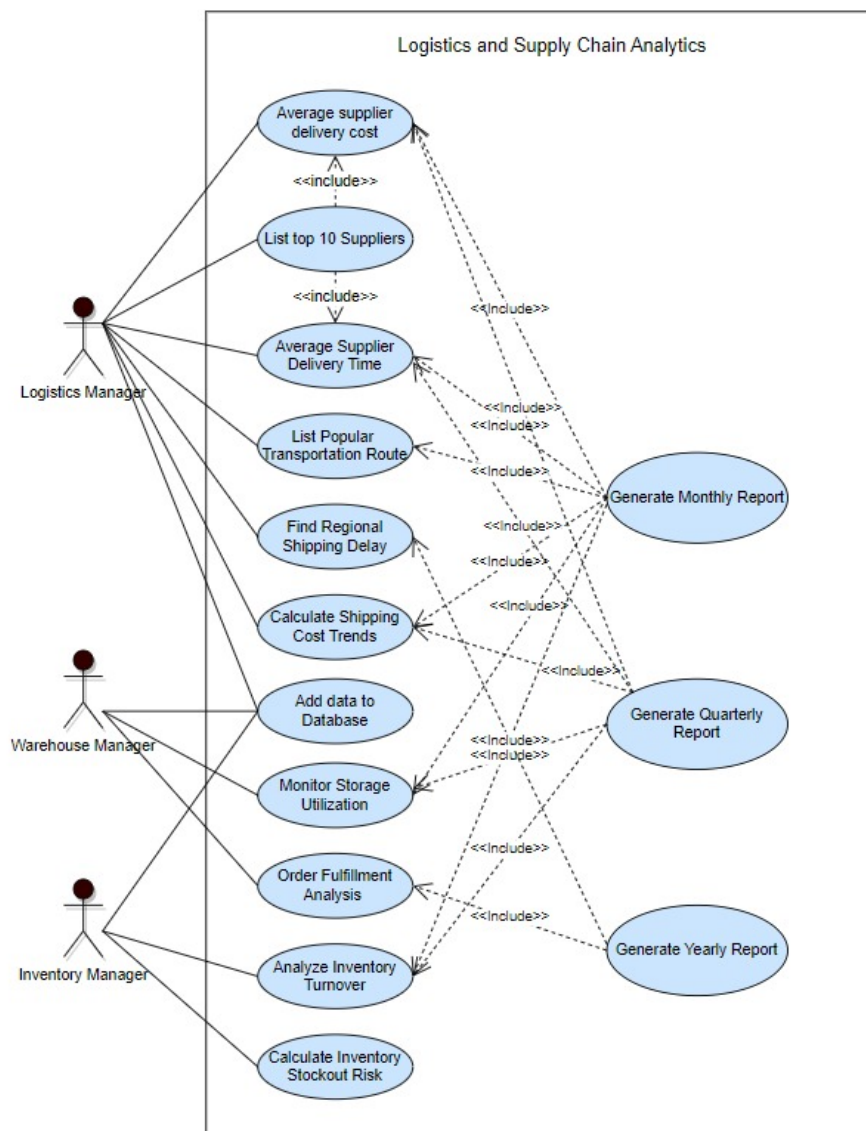 Logistics and Supply Chain Analytics
Average supplier
delivery cost
<<include>>
List top 10 Suppliers
<<include>>
<<Include>>
Average Supplier
Delivery Time
Logistics Manager
<<Include>>
<<Include>>
List Popular
Transportation Route
<<Include>>
Generate Monthly Report
Find Regional
Shipping Delay
<<Include>>
<<Include>>
Calculate Shipping
Cost Trends
<<Include>>
<<Include>>
Warehouse Manager
Add data to
Database
Generate Quarterly
Report
<<Include>>
<<Include>>
Monitor Storage
Utilization
<<Include>>
Order Fulfillment
Analysis
<<Include>>
Generate Yearly Report
Inventory Manager
Analyze Inventory
Turnover
Calculate Inventory
Stockout Risk